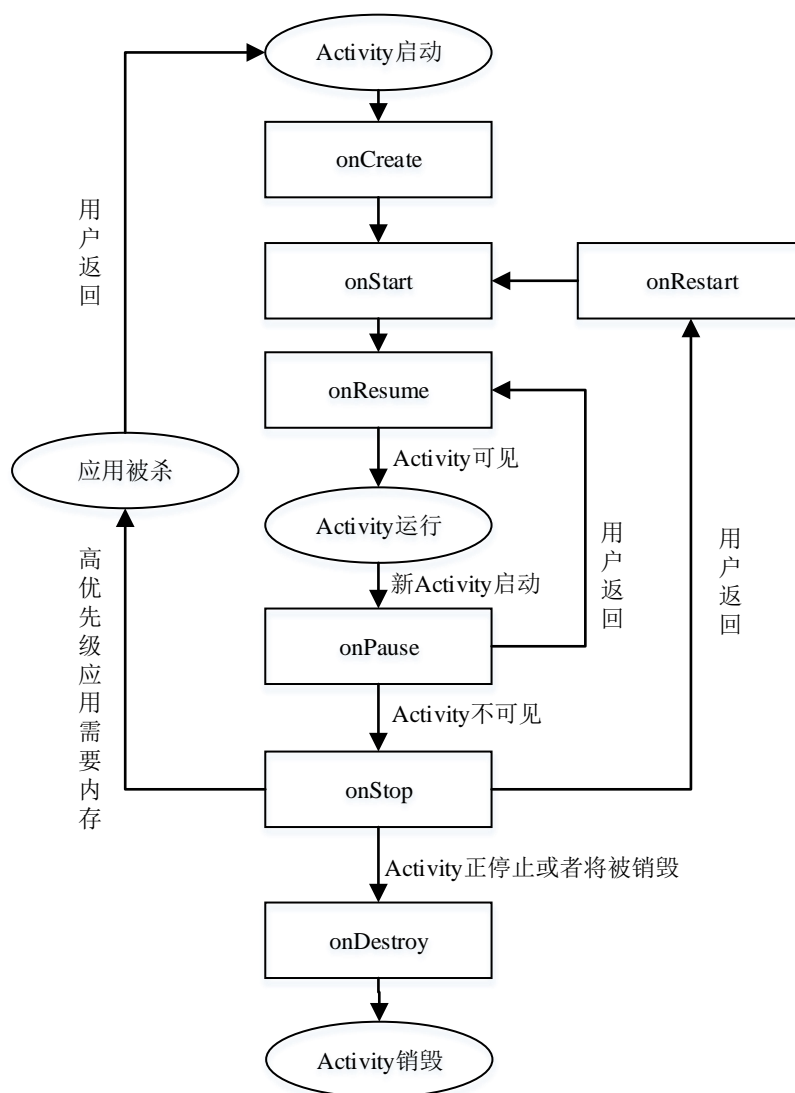 Activity启动
onCreate
用户返回
onStart
onRestart
onResume
应用被杀
Activity可见
Activity运行
用户返回
用户返回
新Activity启动
高优先级应用需要内存
onPause
Activity不可见
onStop
Activity正停止或者将被销毁
onDestroy
Activity销毁